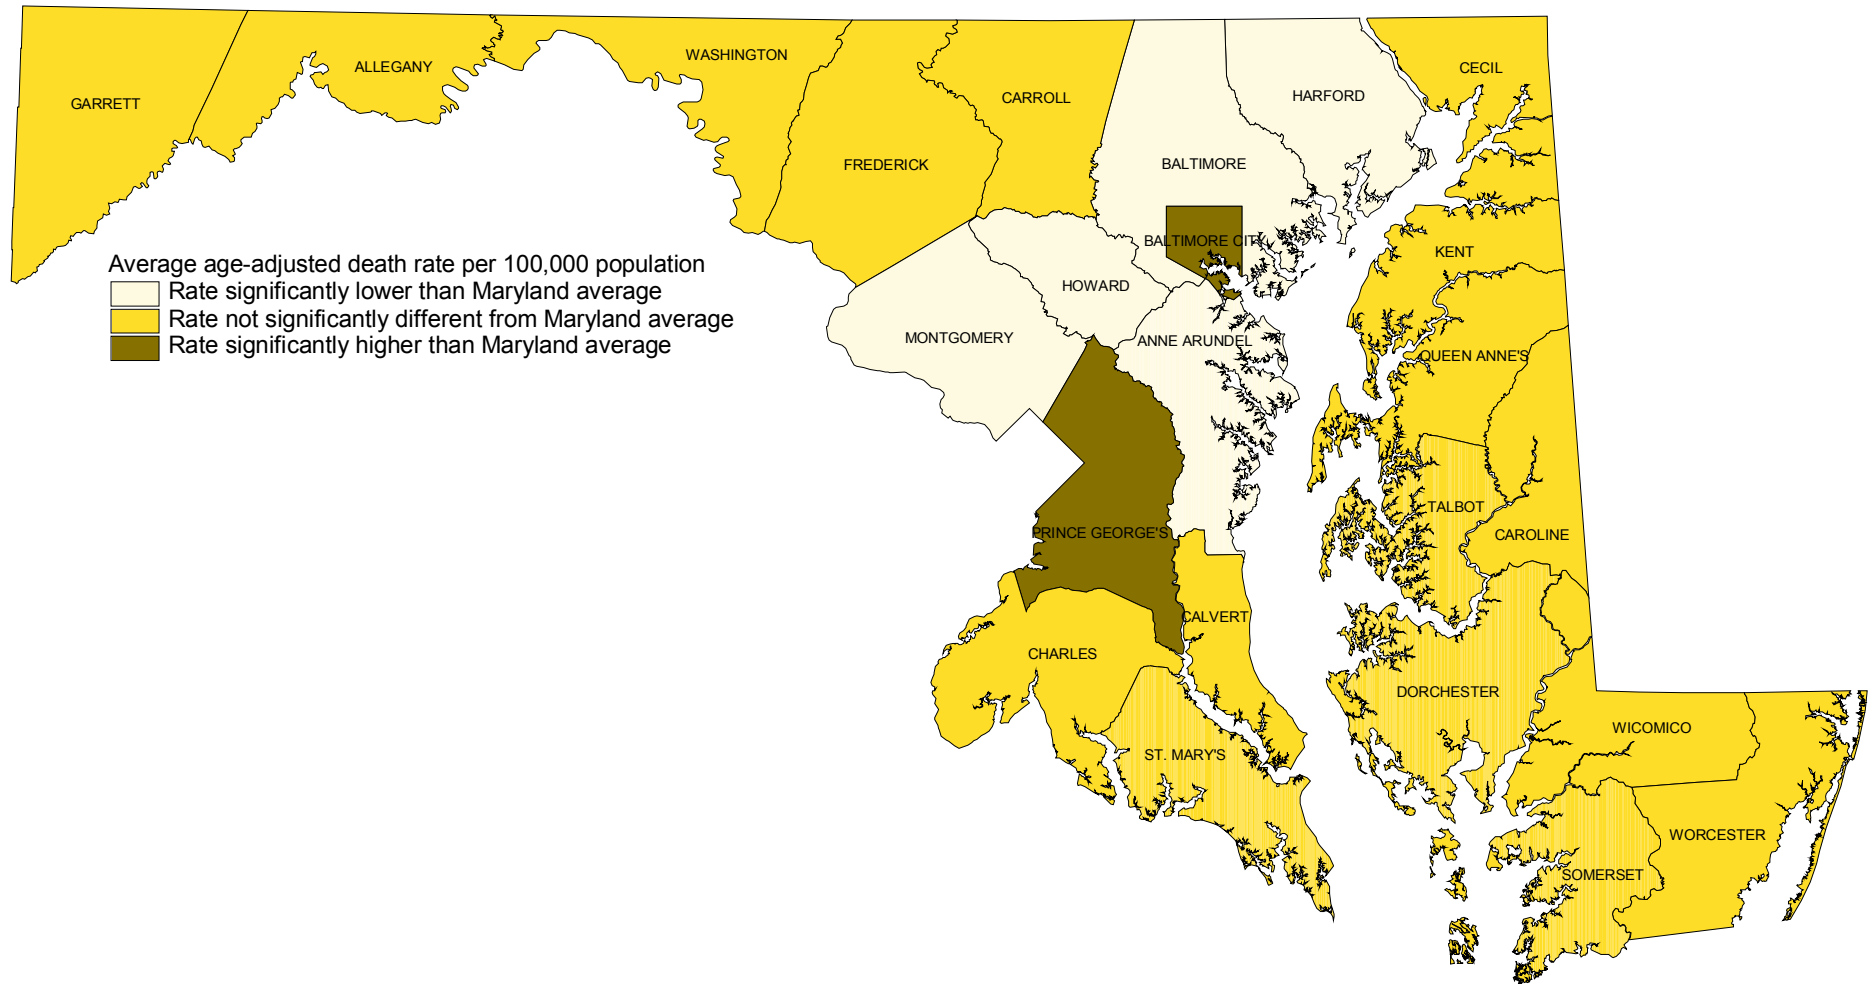 WASHINGTON
ALLEGANY
CECIL
GARRETT
CARROLL
HARFORD
FREDERICK
BALTIMORE
BALTIMORE CITY
KENT
Average age-adjusted death rate per 100,000 population
Rate significantly lower than Maryland average
Rate not significantly different from Maryland average
Rate significantly higher than Maryland average
HOWARD
MONTGOMERY
ANNE ARUNDEL
QUEEN ANNE'S
TALBOT
PRINCE GEORGE'S
CAROLINE
CALVERT
CHARLES
DORCHESTER
WICOMICO
ST. MARY'S
WORCESTER
SOMERSET